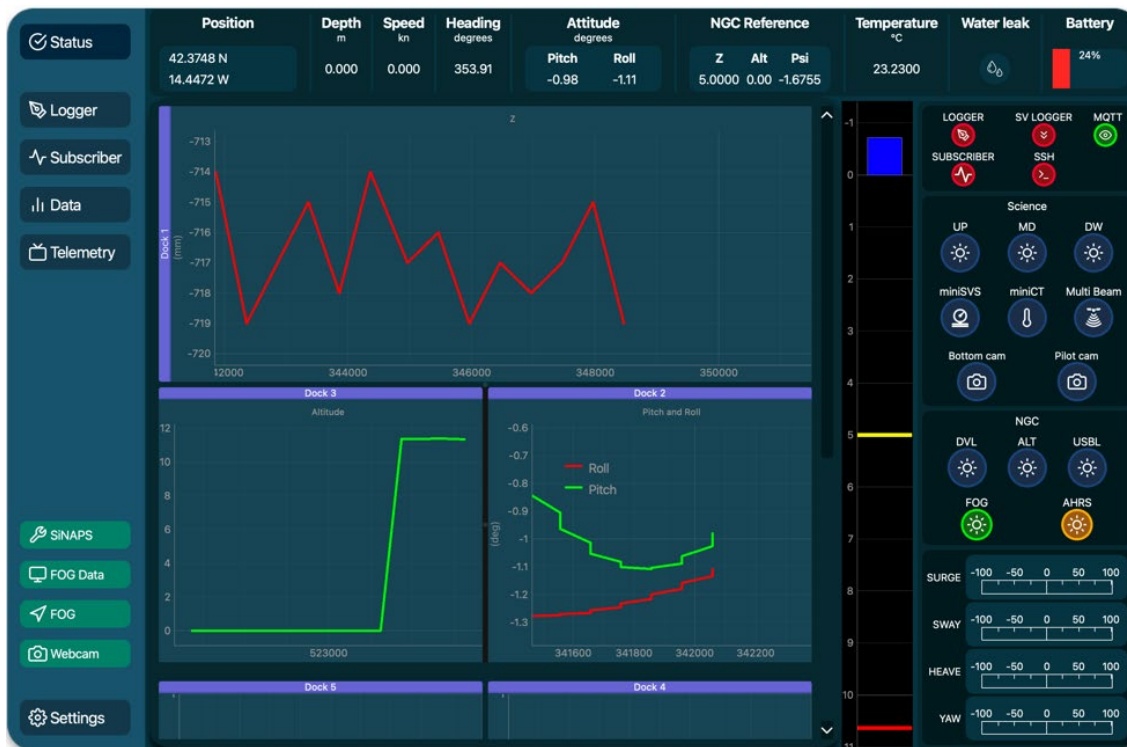 Status
Logger
Subscriber
Data
Telemetry
SiNAPS
FOG Data
FOG
Webcam
Settings
Position
42.3748 N
14.4472 W
Depth
m
0.000
Speed
kn
0.000
Heading
degrees
353.91
Attitude
degrees
Pitch Roll
-0.98 -1.11
NGC Reference
Z Alt Psi
5.0000 0.00 -1.6755
Temperature
°C
23.2300
Water leak
Battery
24%
Dock 1
Z
(mm)
-713
-714
-715
-716
-717
-718
-719
-720
344000 346000 348000 350000
Dock 3
Altitude
12
10
8
6
4
2
0
523000
Dock 2
Pitch and Roll
(deg)
-0.6
-0.7
-0.8
-0.9
-1
-1.1
-1.2
-1.3
Roll
Pitch
341600 341800 342000 342200
Dock 5
Dock 4
-1
0
1
2
3
4
5
6
7
8
9
10
11
LOGGER SV LOGGER MQTT
SUBSCRIBER SSH
Science
UP MD DW
miniSVS miniCT Multi Beam
Bottom cam Pilot cam
NGC
DVL ALT USBL
FOG AHRS
SURGE -100 -50 0 50 100
SWAY -100 -50 0 50 100
HEAVE -100 -50 0 50 100
YAW -100 -50 0 50 100